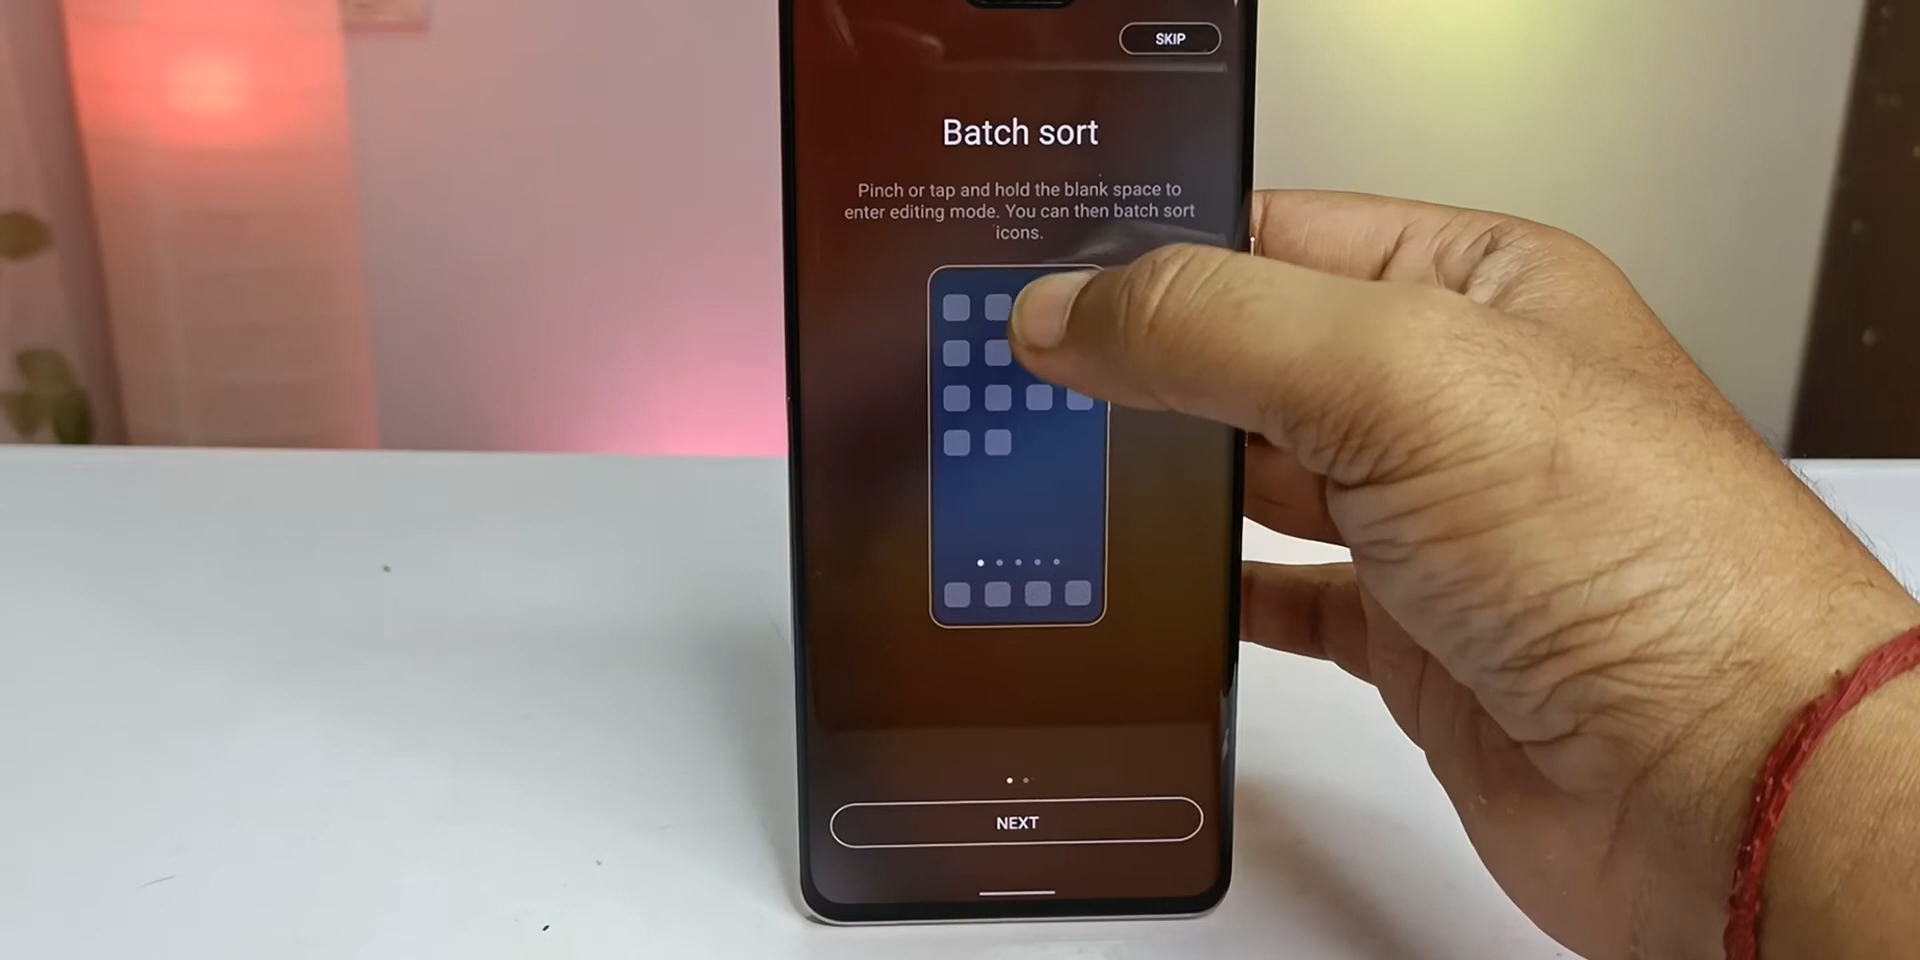 SKIP
Batch sort
Pinch or tap and hold the blank space to
enter editing mode. You can then batch sort
icons.
NEXT